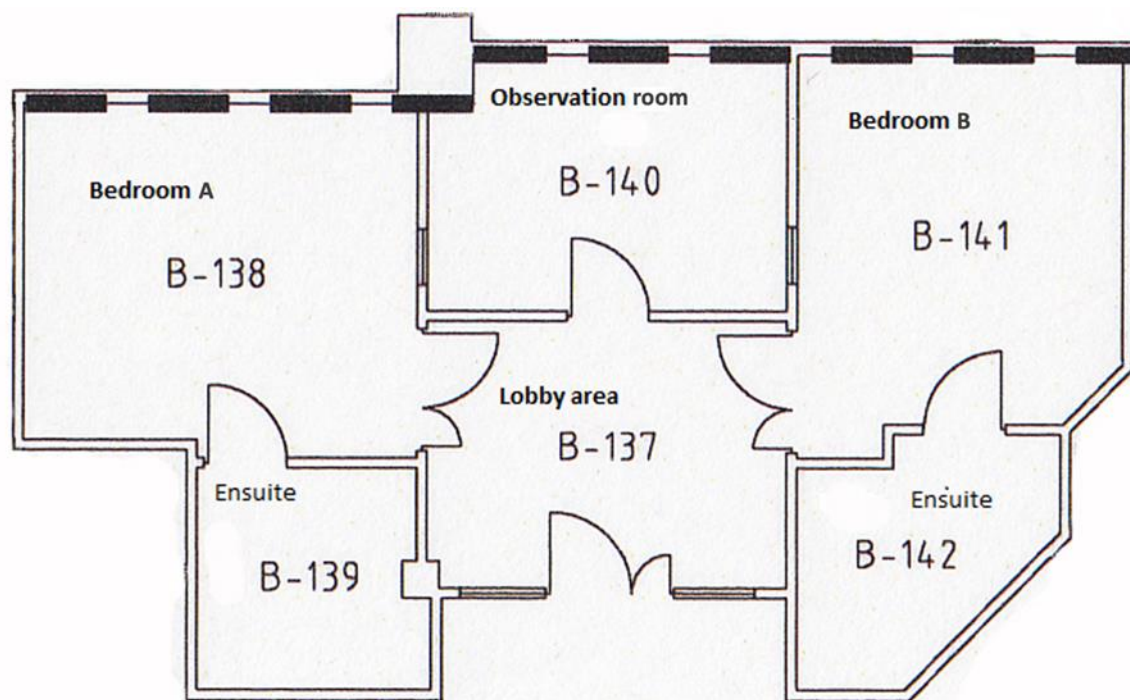 Observation room
B-140
Bedroom B
B-141
Bedroom A
B-138
Lobby area
B-137
Ensuite
B-139
Ensuite
B-142